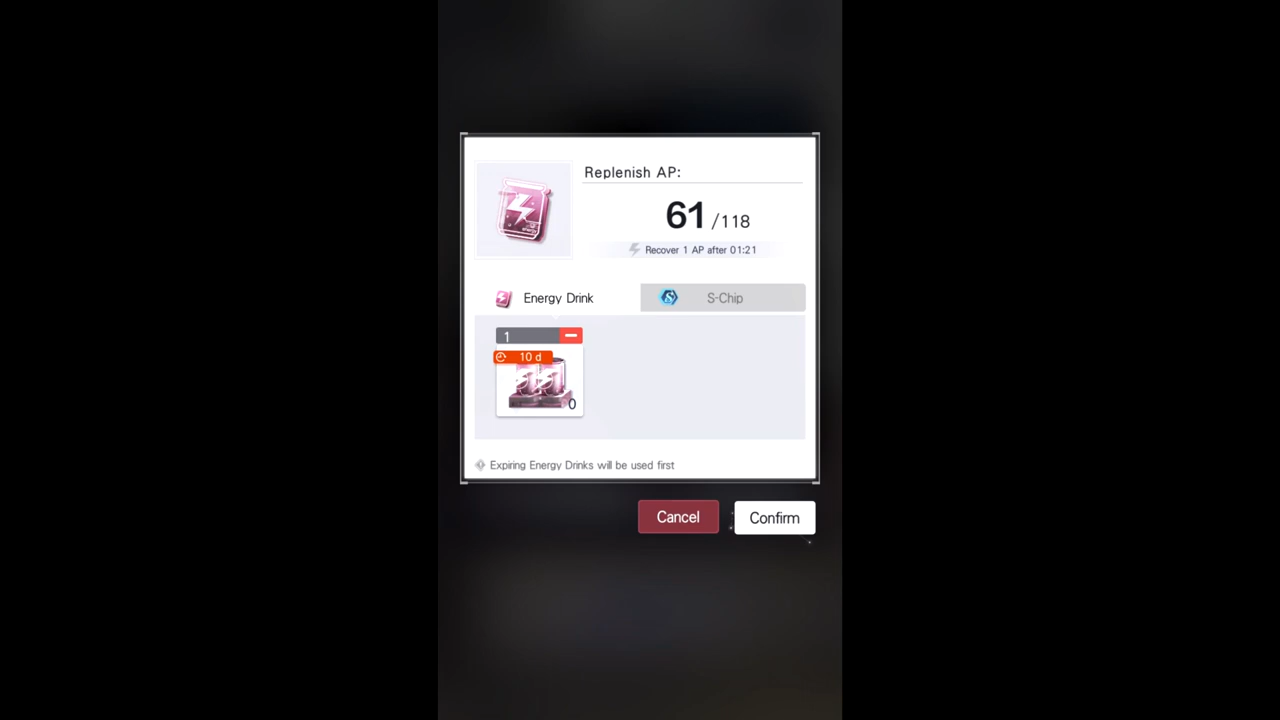 Replenish AP:
61/118
Recover 1 AP after 01:21
Energy Drink
S-Chip
1
10 d
0
Expiring Energy Drinks will be used first
Cancel
Confirm